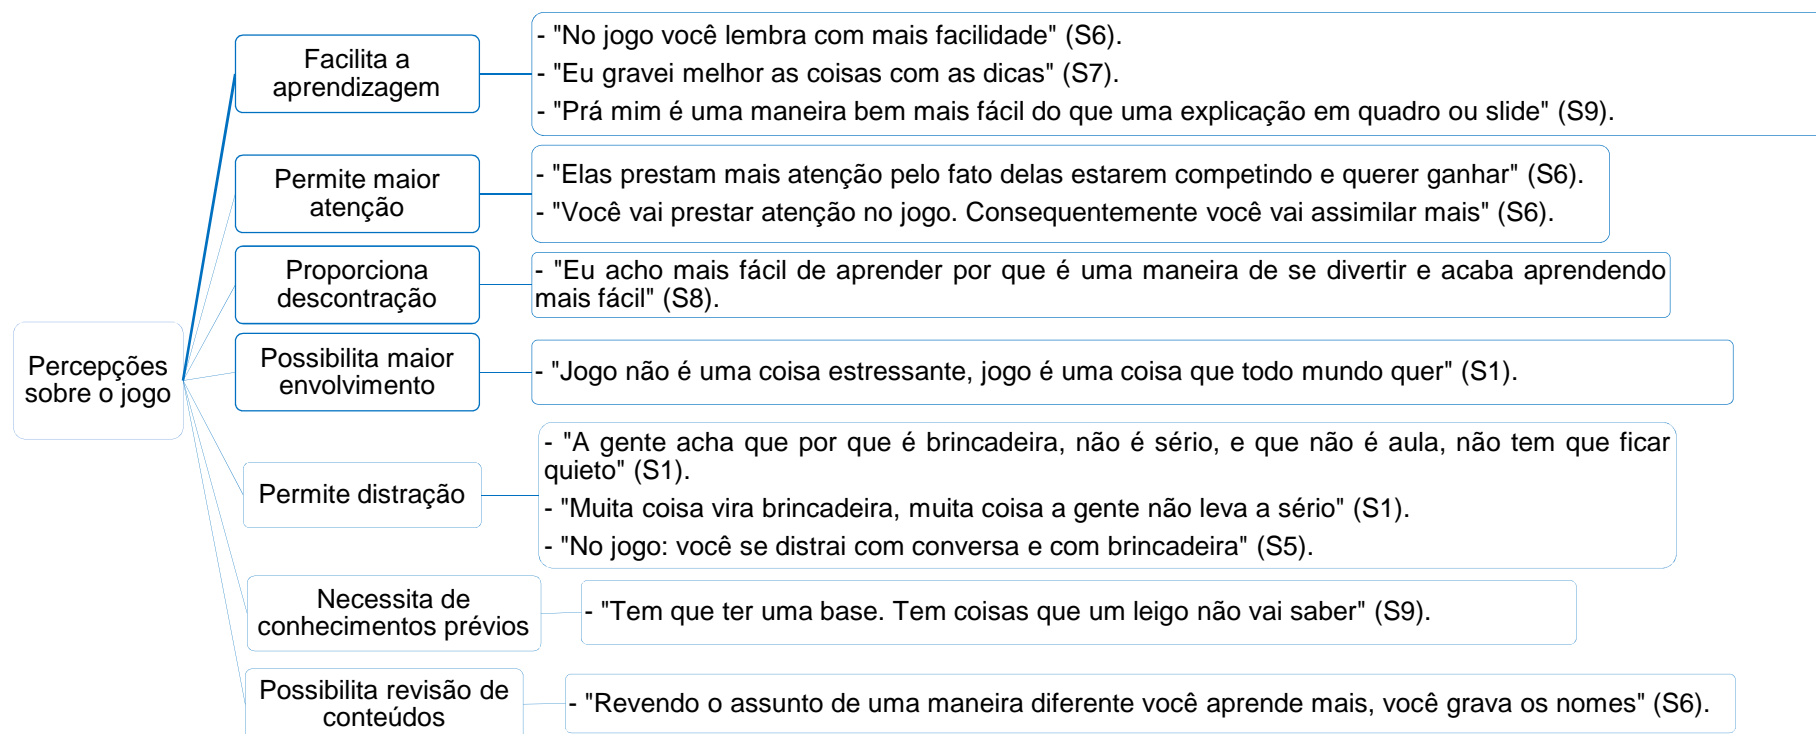 Percepções
sobre o jogo
Facilita a
aprendizagem
- "No jogo você lembra com mais facilidade" (S6).
- "Eu gravei melhor as coisas com as dicas" (S7).
- "Prá mim é uma maneira bem mais fácil do que uma explicação em quadro ou slide" (S9).
Permite maior
atenção
- "Elas prestam mais atenção pelo fato delas estarem competindo e querer ganhar" (S6).
- "Você vai prestar atenção no jogo. Consequentemente você vai assimilar mais" (S6).
Proporciona
descontração
- "Eu acho mais fácil de aprender por que é uma maneira de se divertir e acaba aprendendo
mais fácil" (S8).
Possibilita maior
envolvimento
- "Jogo não é uma coisa estressante, jogo é uma coisa que todo mundo quer" (S1).
Permite distração
- "A gente acha que por que é brincadeira, não é sério, e que não é aula, não tem que ficar
quieto" (S1).
- "Muita coisa vira brincadeira, muita coisa a gente não leva a sério" (S1).
- "No jogo: você se distrai com conversa e com brincadeira" (S5).
Necessita de
conhecimentos prévios
- "Tem que ter uma base. Tem coisas que um leigo não vai saber" (S9).
Possibilita revisão de
conteúdos
- "Revendo o assunto de uma maneira diferente você aprende mais, você grava os nomes" (S6).